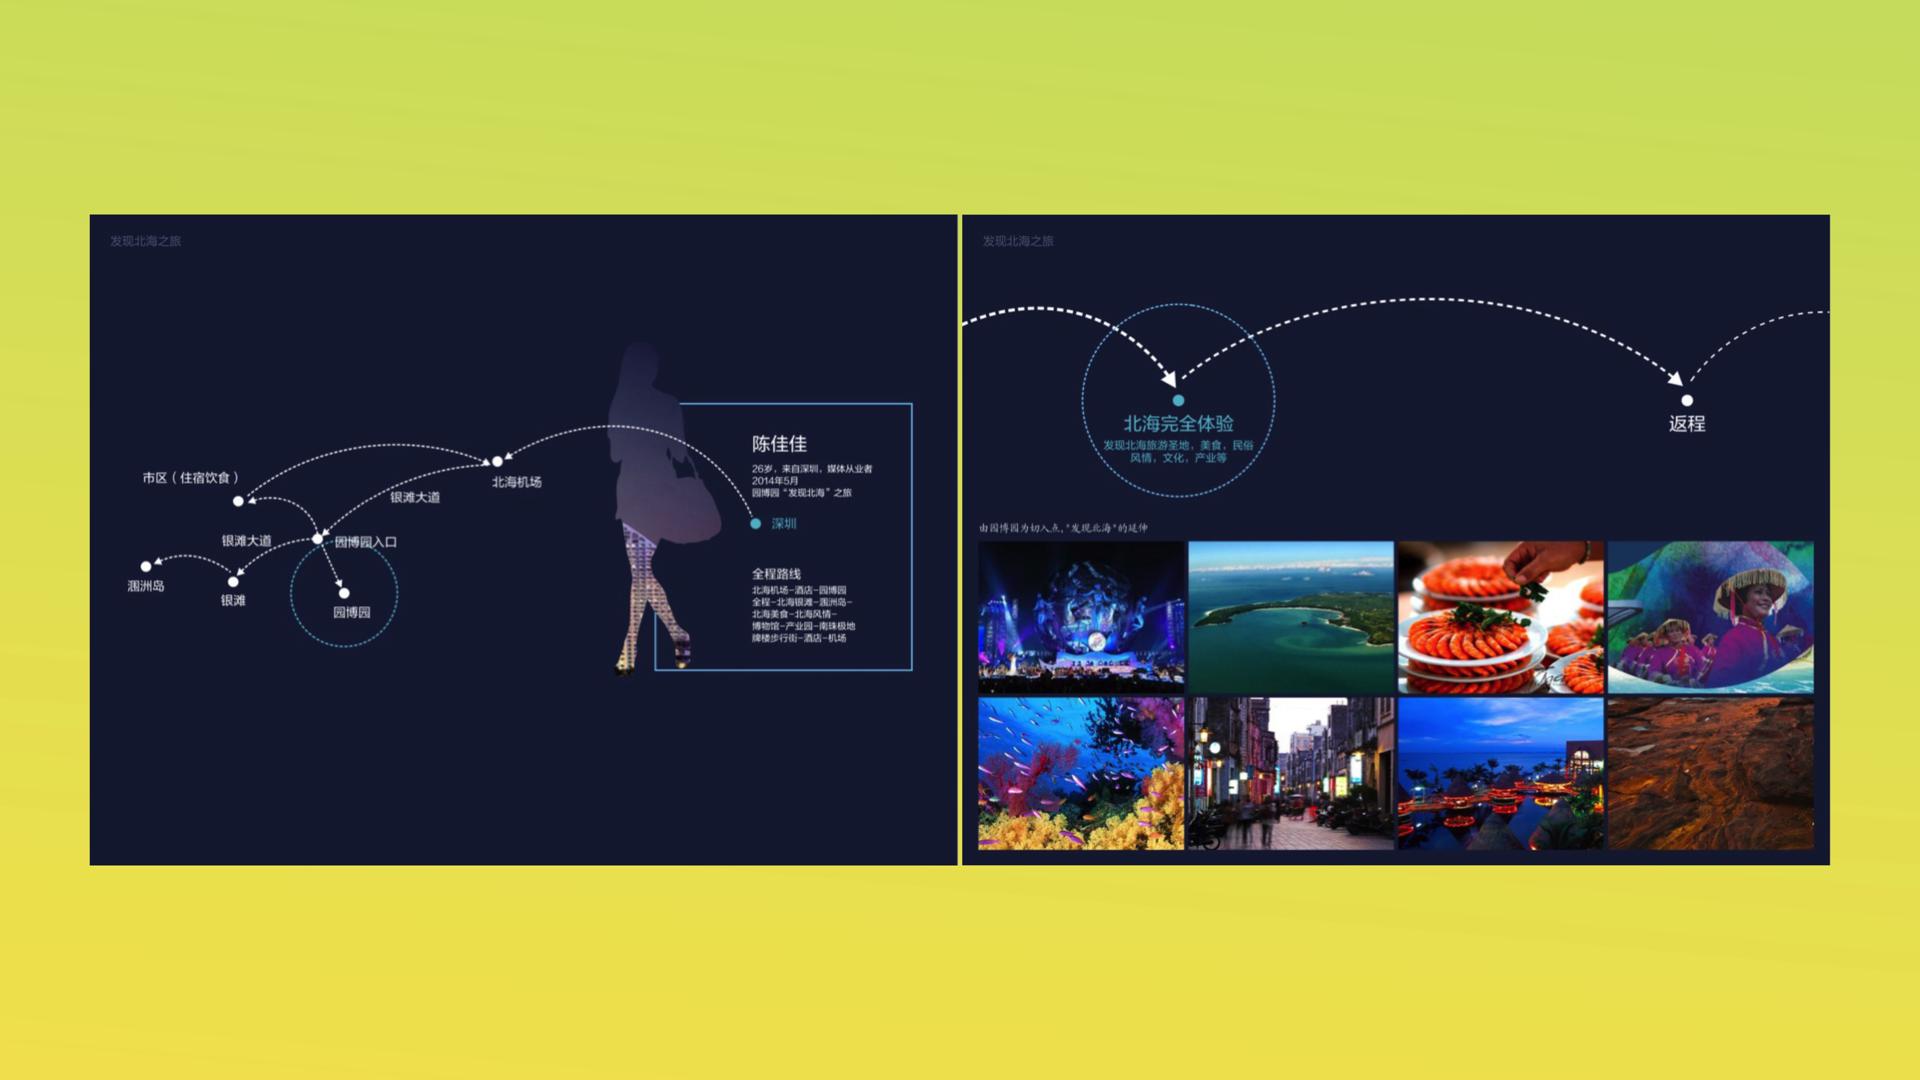 发现北海之旅
市区（住宿饮食）
北海机场
银滩大道
银滩大道
园博园入口
涠洲岛
银滩
园博园
陈佳佳
26岁，来自深圳，媒体从业者
2014年5月
园博园“发现北海”之旅
深圳
全程路线
北海机场-酒店-园博园
全程-北海银滩-涠洲岛-
北海美食-北海风情-
博物馆-产业园-南珠极地
牌楼步行街-酒店-机场
发现北海之旅
北海完全体验
发现北海旅游圣地，美食，民俗
风情，文化，产业等
返程
由园博园为切入点，"发现北海"的延伸